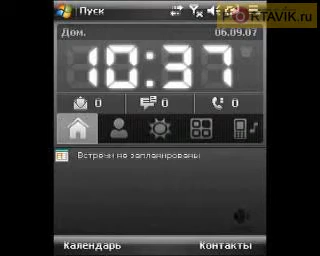 PORTAVIK.ru
Пуск
Дом. 06.09.07
10:37
0 0 0
Встречи не запланированы
Календарь Контакты